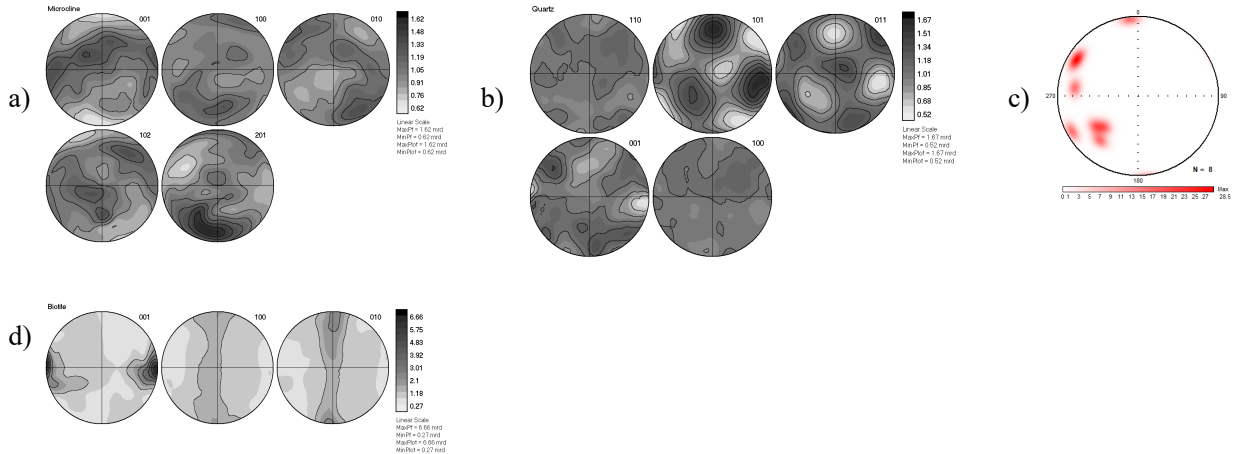 a)
Microcline
001
100
010
102
201
1.62
1.48
1.34
1.19
1.05
0.91
0.76
0.62
Linear Scale
MaxPf = 1.62 mrd
MinPf = 0.62 mrd
MaxPlot = 1.62 mrd
MinPlot = 0.62 mrd
b)
Quartz
110
101
011
001
100
1.67
1.51
1.34
1.18
1.01
0.85
0.68
0.52
Linear Scale
MaxPf = 1.67 mrd
MinPf = 0.52 mrd
MaxPlot = 1.67 mrd
MinPlot = 0.52 mrd
c)
0
270
90
180
N = 8
Max
0 1 3 5 7 9 11 13 15 17 19 21 23 25 27 28.5
d)
Biotite
001
100
010
6.66
5.75
4.83
3.92
3.01
2.1
1.18
0.27
Linear Scale
MaxPf = 6.66 mrd
MinPf = 0.27 mrd
MaxPlot = 6.66 mrd
MinPlot = 0.27 mrd